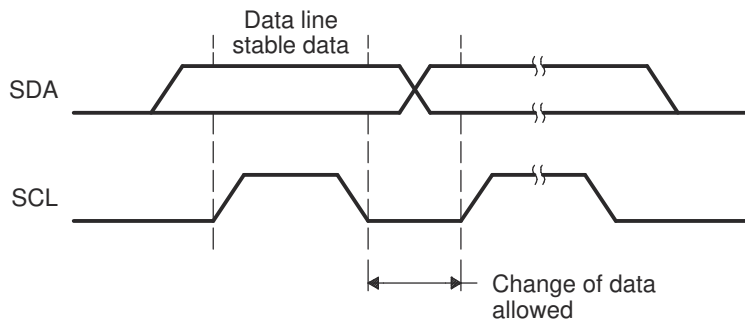 Data line
stable data
SDA
SCL
Change of data
allowed